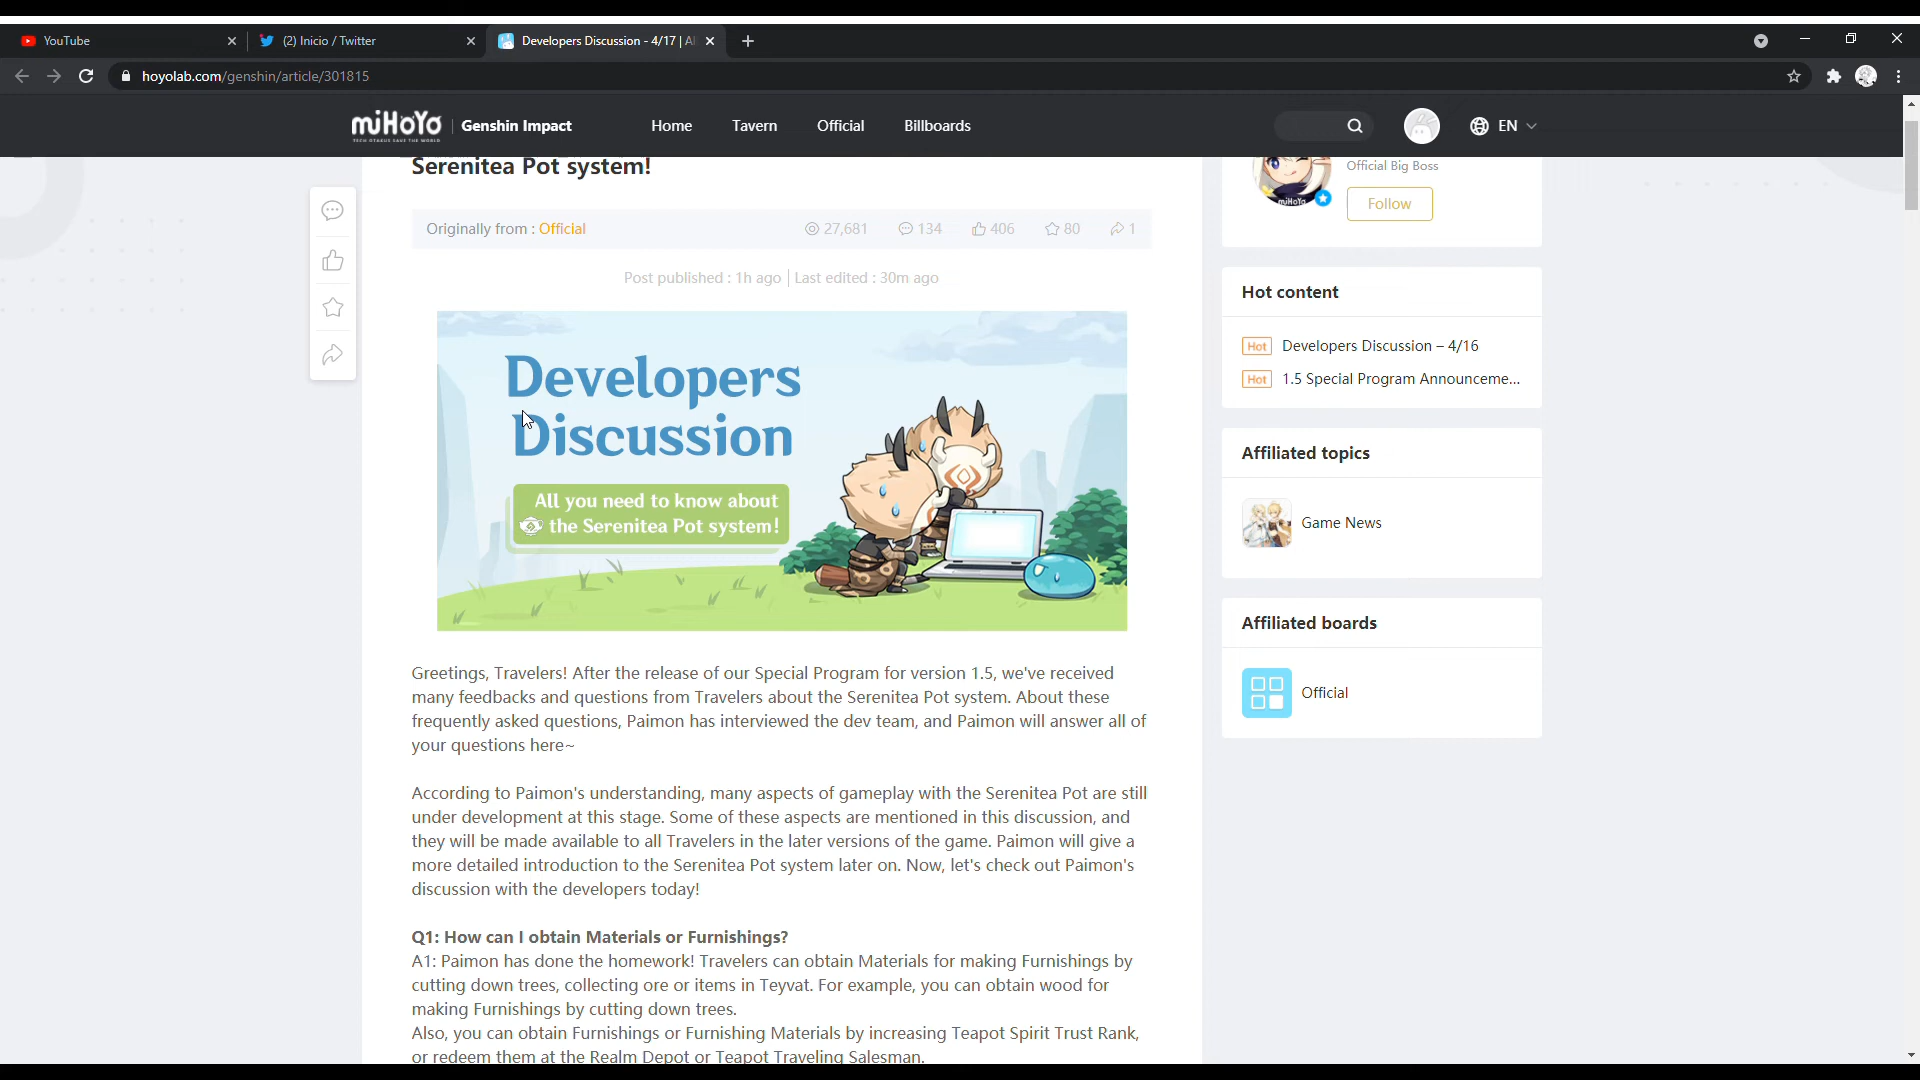 YouTube
(2) Inicio / Twitter
Developers Discussion - 4/17 | Al
hoyolab.com/genshin/article/301815
miHoYo
TECH OTAKUS SAVE THE WORLD
Genshin Impact
Home
Tavern
Official
Billboards
EN
Serenitea Pot system!
Originally from : Official
27,681
134
406
80
1
Post published : 1h ago | Last edited : 30m ago
Developers
Discussion
All you need to know about
the Serenitea Pot system!
Greetings, Travelers! After the release of our Special Program for version 1.5, we've received
many feedbacks and questions from Travelers about the Serenitea Pot system. About these
frequently asked questions, Paimon has interviewed the dev team, and Paimon will answer all of
your questions here~
According to Paimon's understanding, many aspects of gameplay with the Serenitea Pot are still
under development at this stage. Some of these aspects are mentioned in this discussion, and
they will be made available to all Travelers in the later versions of the game. Paimon will give a
more detailed introduction to the Serenitea Pot system later on. Now, let's check out Paimon's
discussion with the developers today!
Q1: How can I obtain Materials or Furnishings?
A1: Paimon has done the homework! Travelers can obtain Materials for making Furnishings by
cutting down trees, collecting ore or items in Teyvat. For example, you can obtain wood for
making Furnishings by cutting down trees.
Also, you can obtain Furnishings or Furnishing Materials by increasing Teapot Spirit Trust Rank,
or redeem them at the Realm Depot or Teapot Traveling Salesman.
miHoYo
Official Big Boss
Follow
Hot content
Hot Developers Discussion – 4/16
Hot 1.5 Special Program Announceme...
Affiliated topics
Game News
Affiliated boards
Official